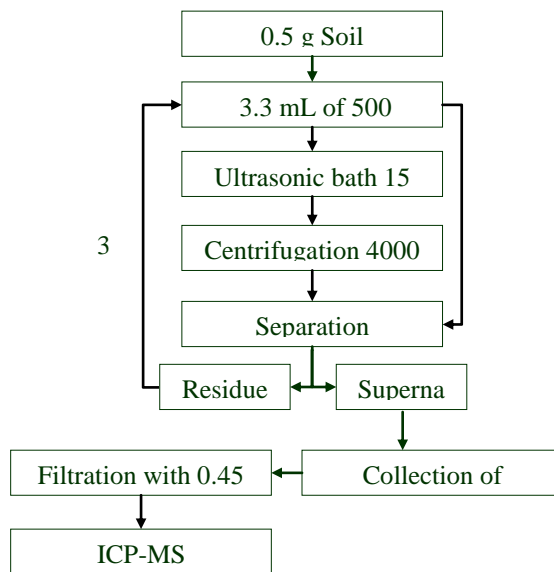 0.5 g Soil
3.3 mL of 500
Ultrasonic bath 15
3
Centrifugation 4000
Separation
Residue
Superna
Filtration with 0.45
Collection of
ICP-MS